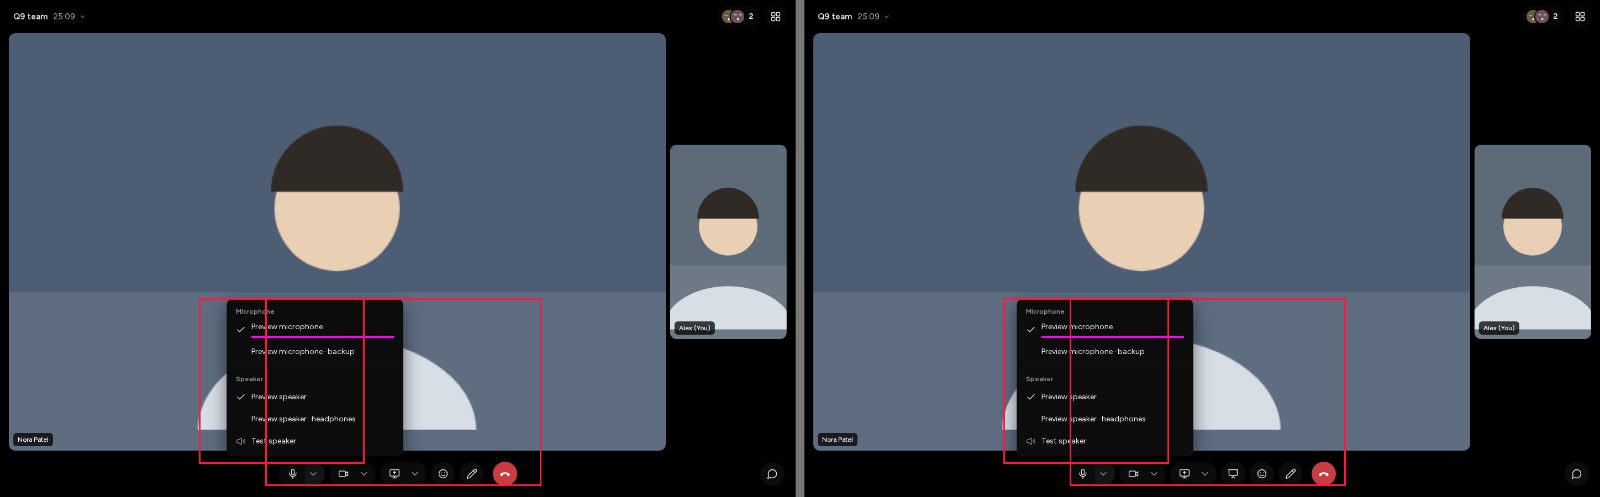 Q9 team 25:09
2
Microphone
Preview microphone
Preview microphone · backup
Speaker
Preview speaker
Preview speaker · headphones
Test speaker
Nora Patel
Alex (You)
Q9 team 25:09
2
Microphone
Preview microphone
Preview microphone · backup
Speaker
Preview speaker
Preview speaker · headphones
Test speaker
Nora Patel
Alex (You)